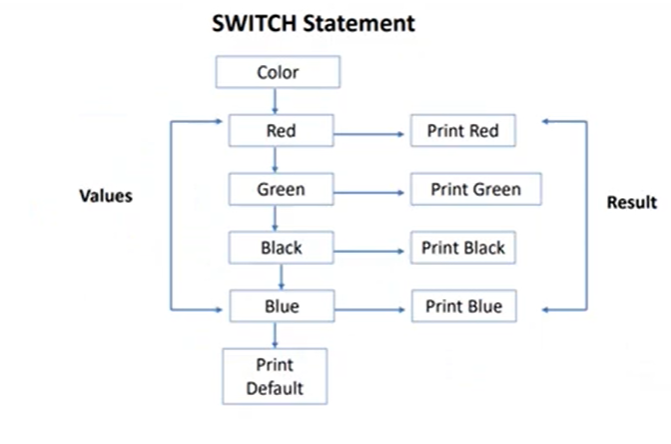 SWITCH Statement
Color
Red
Print Red
Green
Print Green
Values
Result
Black
Print Black
Blue
Print Blue
Print
Default